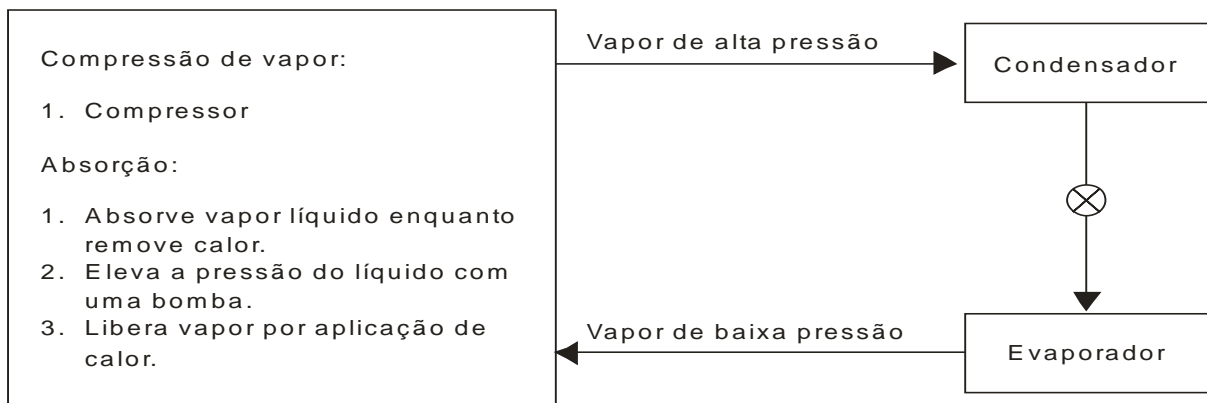 Compressão de vapor:
1. Compressor
Absorção:
1. Absorve vapor líquido enquanto
remove calor.
2. Eleva a pressão do líquido com
uma bomba.
3. Libera vapor por aplicação de
calor.
Vapor de alta pressão
Condensador
Vapor de baixa pressão
Evaporador